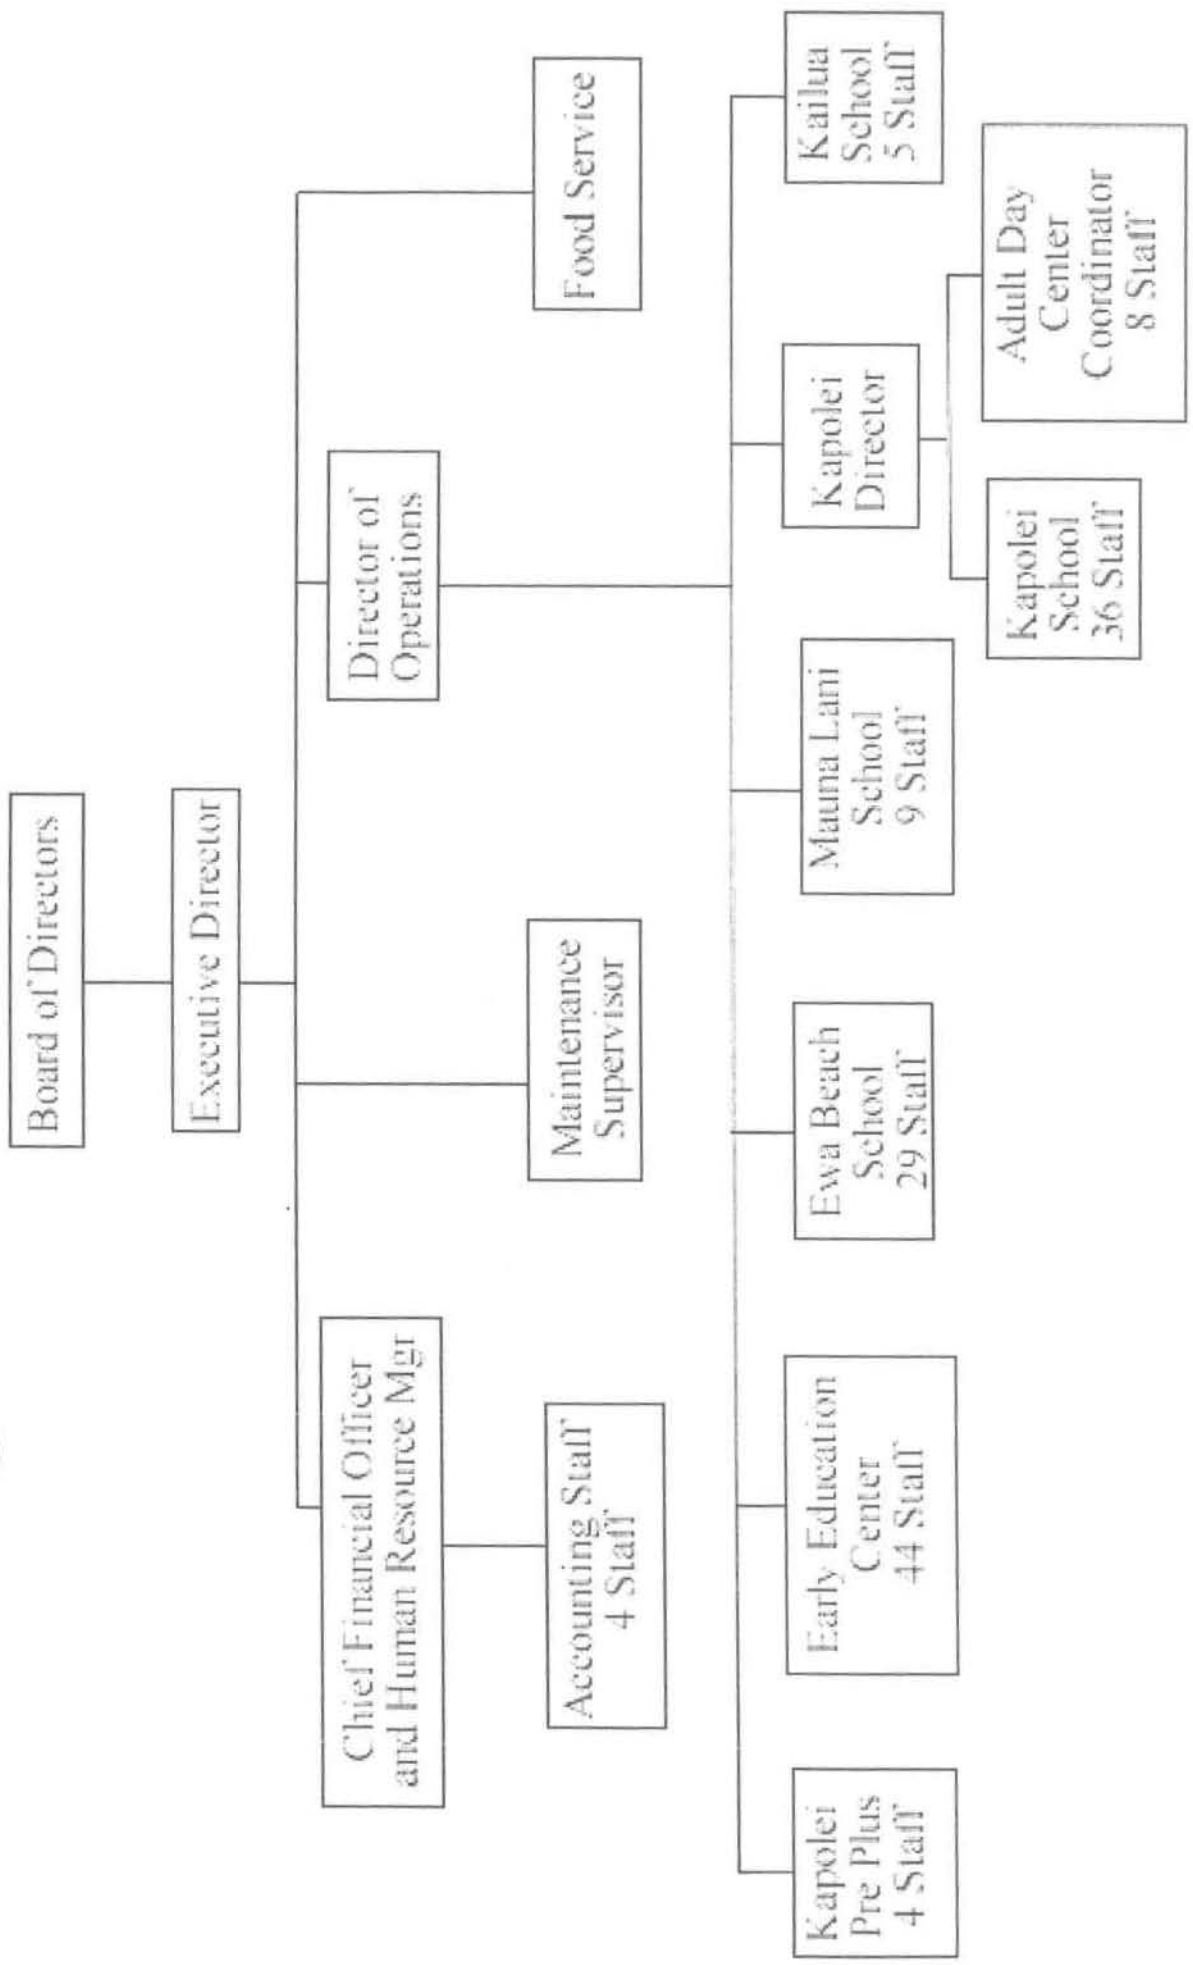 Board of Directors
Executive Director
Chief Financial Officer
and Human Resource Mgr
Director of
Operations
Accounting Staff
4 Staff
Maintenance
Supervisor
Food Service
Kapolei
Pre Plus
4 Staff
Early Education
Center
44 Staff
Ewa Beach
School
29 Staff
Mauna Lani
School
9 Staff
Kapolei
Director
Kailua
School
5 Staff
Kapolei
School
36 Staff
Adult Day
Center
Coordinator
8 Staff